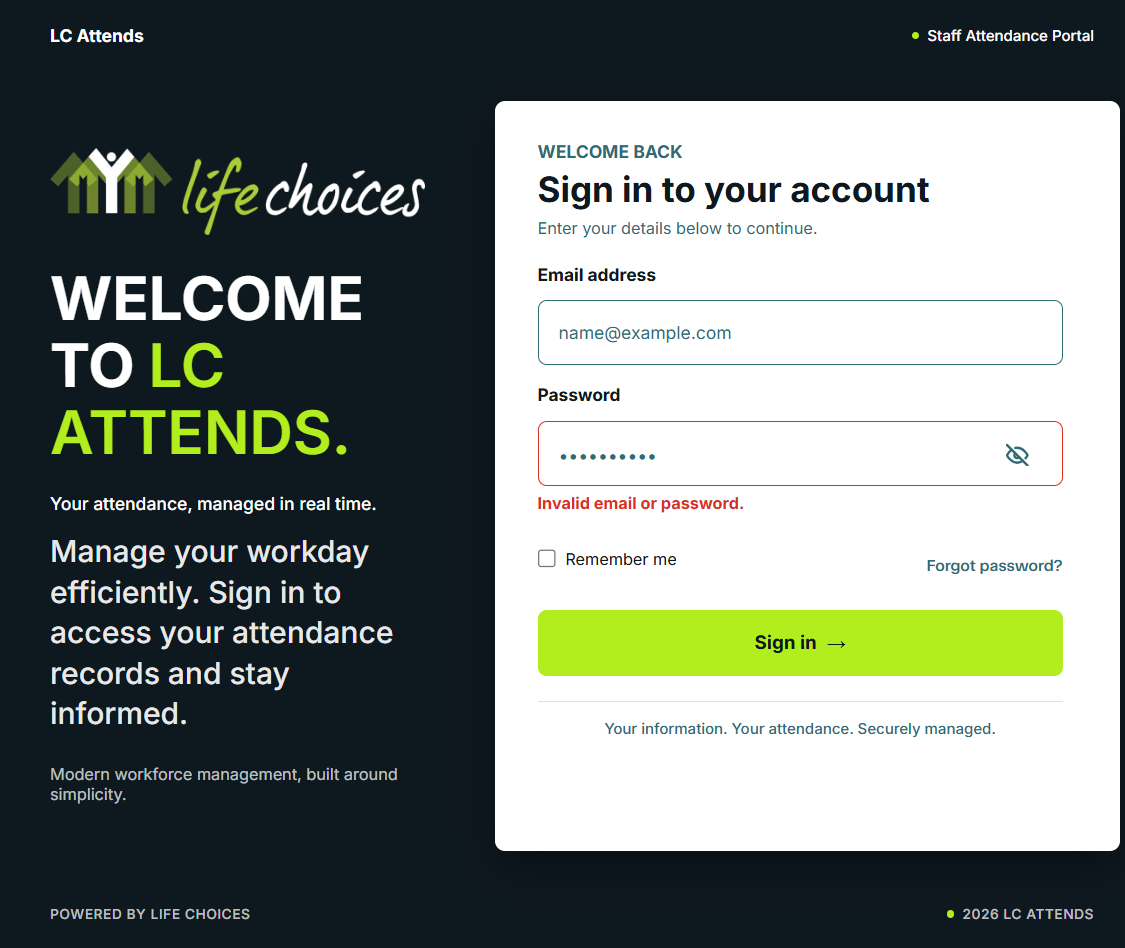 LC Attends
Staff Attendance Portal
life choices
WELCOME
TO LC
ATTENDS.
Your attendance, managed in real time.
Manage your workday
efficiently. Sign in to
access your attendance
records and stay
informed.
Modern workforce management, built around
simplicity.
WELCOME BACK
Sign in to your account
Enter your details below to continue.
Email address
name@example.com
Password
••••••••••
Invalid email or password.
Remember me
Forgot password?
Sign in →
Your information. Your attendance. Securely managed.
POWERED BY LIFE CHOICES
2026 LC ATTENDS